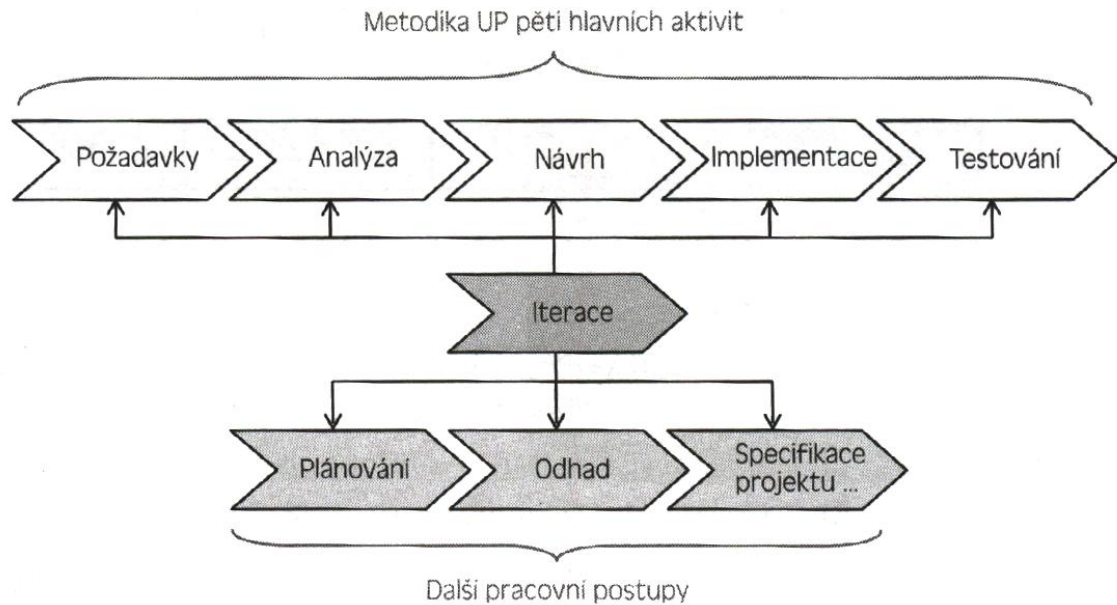 Metodika UP pěti hlavních aktivit
Požadavky
Analýza
Návrh
Implementace
Testování
Iterace
Plánování
Odhad
Specifikace
projektu ...
Další pracovní postupy